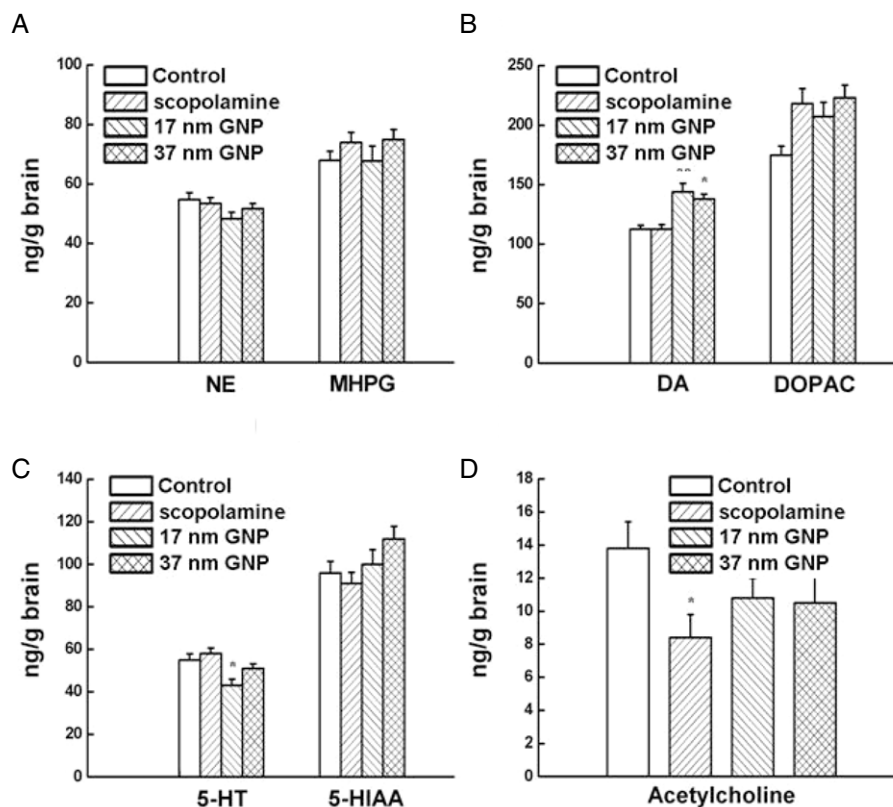 A
100
80
60
40
20
0
ng/g brain
Control
scopolamine
17 nm GNP
37 nm GNP
NE
MHPG
B
250
200
150
100
50
0
ng/g brain
Control
scopolamine
17 nm GNP
37 nm GNP
**
*
DA
DOPAC
C
140
120
100
80
60
40
20
0
ng/g brain
Control
scopolamine
17 nm GNP
37 nm GNP
*
5-HT
5-HIAA
D
18
16
14
12
10
8
6
4
2
0
ng/g brain
Control
scopolamine
17 nm GNP
37 nm GNP
*
Acetylcholine